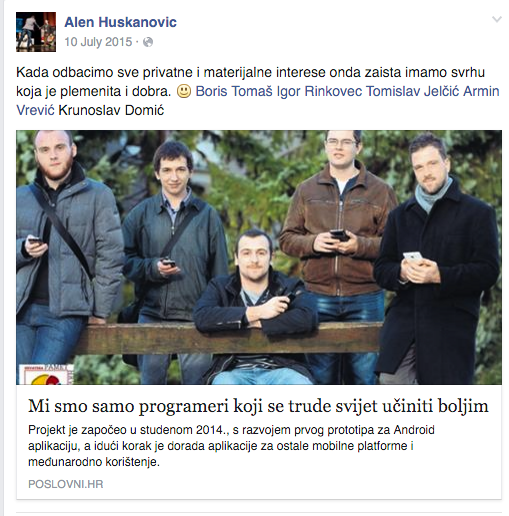 Alen Huskanovic
10 July 2015 ·
Kada odbacimo sve privatne i materijalne interese onda zaista imamo svrhu
koja je plemenita i dobra. Boris Tomaš Igor Rinkovec Tomislav Jelčić Armin
Vrević Krunoslav Domić
HRVATSKA PAMET
Mi smo samo programeri koji se trude svijet učiniti boljim
Projekt je započeo u studenom 2014., s razvojem prvog prototipa za Android
aplikaciju, a idući korak je dorada aplikacije za ostale mobilne platforme i
međunarodno korištenje.
POSLOVNI.HR